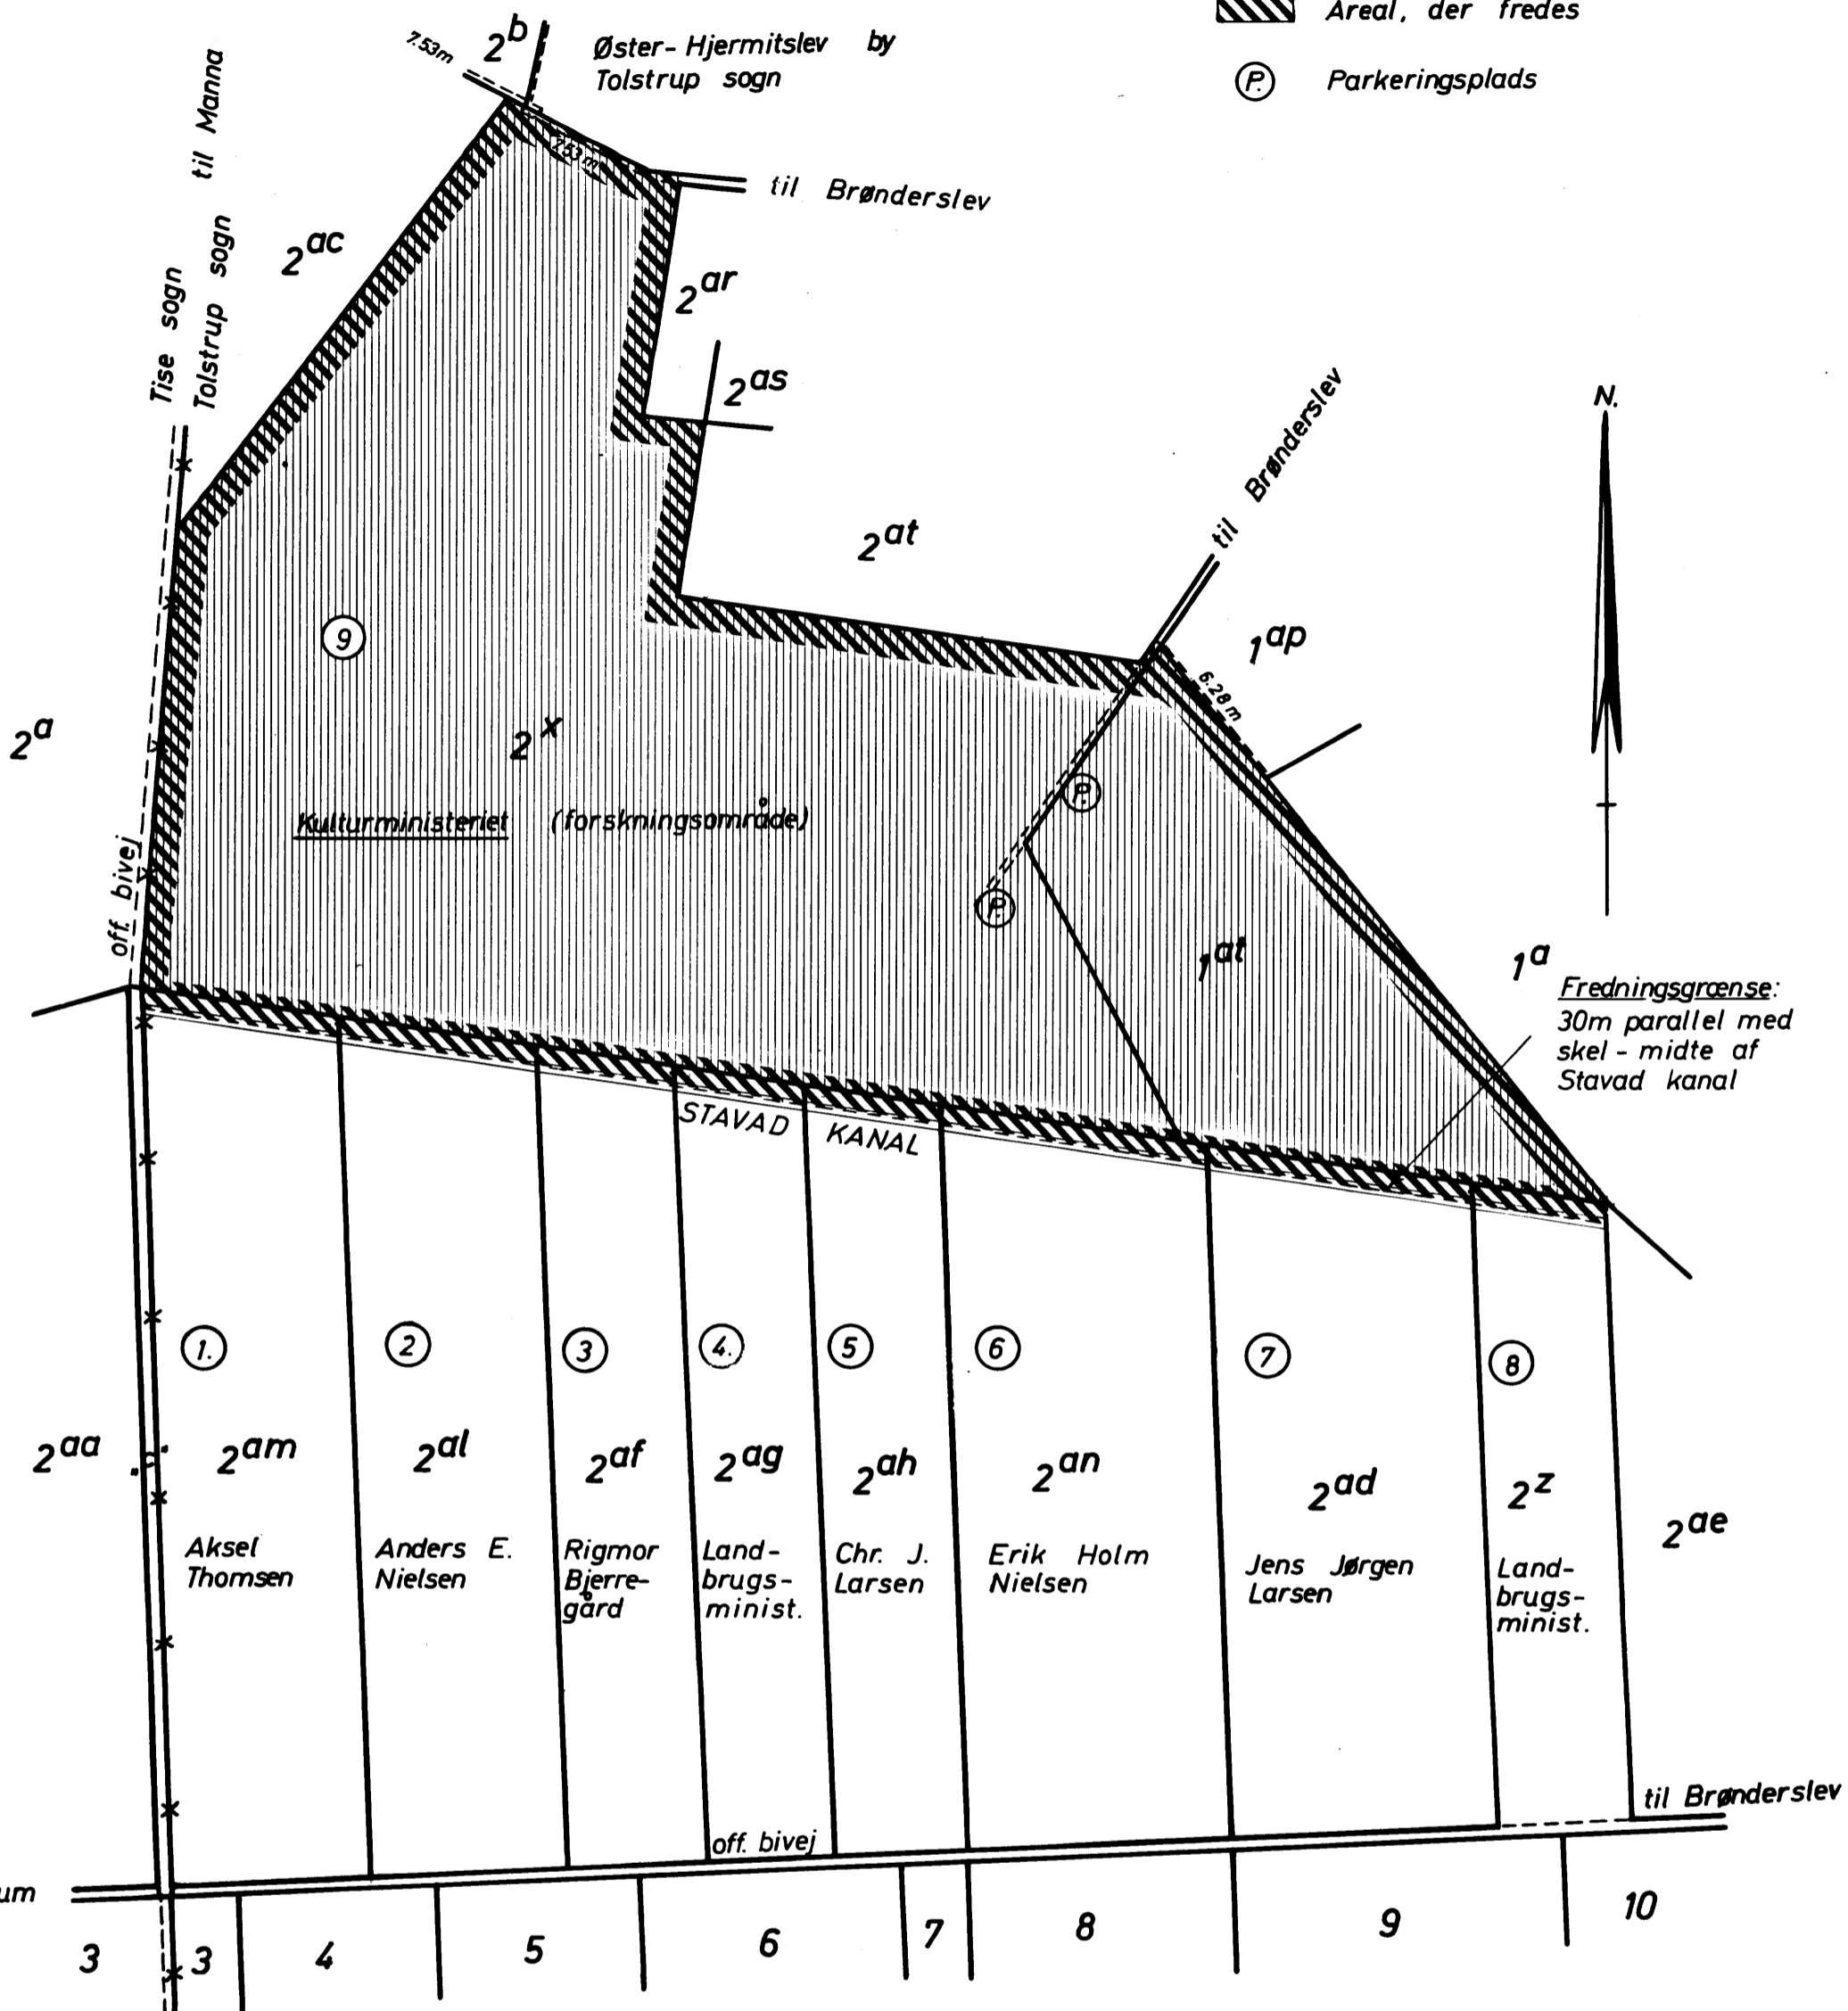 Areal, der fredes
P. Parkeringsplads
7.53m
2b
Øster-Hjermitslev by
Tolstrup sogn
7.53m
til Brønderslev
Tise sogn
Tolstrup sogn til Manna
2ac
2ar
2as
2at
til Brønderslev
N.
1ap
6.28m
9
2a
2x
Kulturministeriet (forskningsområde)
P.
P.
off. bivej
1at
1a
Fredningsgrænse:
30m parallel med
skel - midte af
Stavad kanal
STAVAD KANAL
1. 2 3 4. 5 6 7 8
2aa "c" 2am 2al 2af 2ag 2ah 2an 2ad 2z 2ae
Aksel
Thomsen
Anders E.
Nielsen
Rigmor
Bjerre-
gård
Land-
brugs-
minist.
Chr. J.
Larsen
Erik Holm
Nielsen
Jens Jørgen
Larsen
Land-
brugs-
minist.
til Brønderslev
off. bivej
um
3 3 4 5 6 7 8 9 10